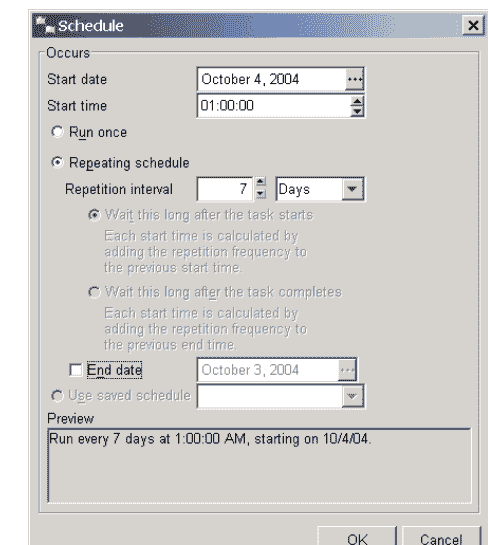 Schedule
Occurs
Start date October 4, 2004 ...
Start time 01:00:00
Run once
Repeating schedule
Repetition interval 7 Days
Wait this long after the task starts
Each start time is calculated by
adding the repetition frequency to
the previous start time.
Wait this long after the task completes
Each start time is calculated by
adding the repetition frequency to
the previous end time.
End date October 3, 2004 ...
Use saved schedule
Preview
Run every 7 days at 1:00:00 AM, starting on 10/4/04.
OK Cancel